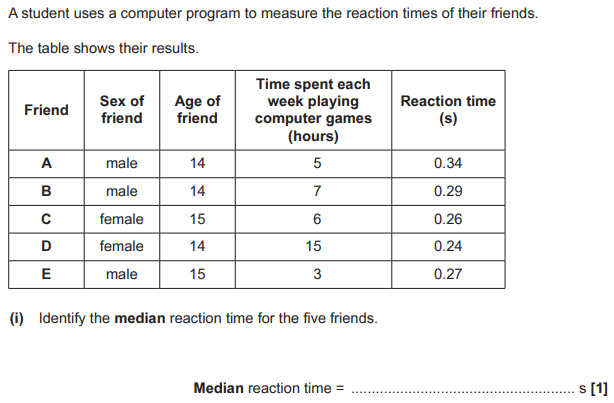 A student uses a computer program to measure the reaction times of their friends.
The table shows their results.
Friend Sex of friend Age of friend Time spent each week playing computer games (hours) Reaction time (s)
A male 14 5 0.34
B male 14 7 0.29
C female 15 6 0.26
D female 14 15 0.24
E male 15 3 0.27
(i) Identify the median reaction time for the five friends.
Median reaction time = ........................................................ s [1]